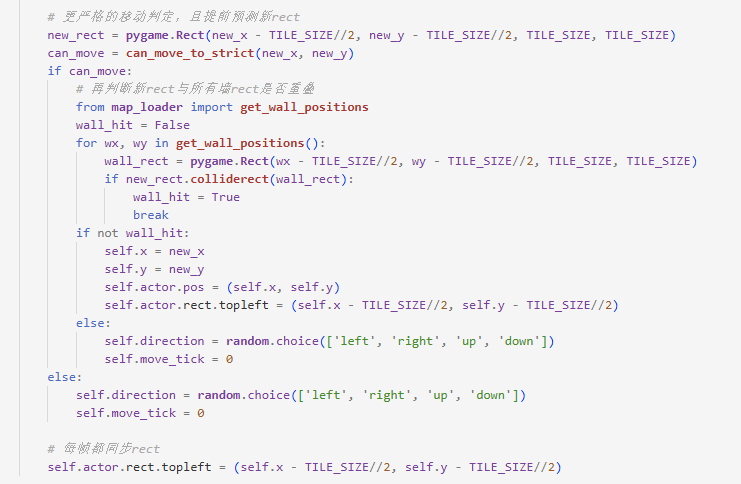 # 更严格的移动判定，且提前预测新rect
new_rect = pygame.Rect(new_x - TILE_SIZE//2, new_y - TILE_SIZE//2, TILE_SIZE, TILE_SIZE)
can_move = can_move_to_strict(new_x, new_y)
if can_move:
    # 再判断新rect与所有墙rect是否重叠
    from map_loader import get_wall_positions
    wall_hit = False
    for wx, wy in get_wall_positions():
        wall_rect = pygame.Rect(wx - TILE_SIZE//2, wy - TILE_SIZE//2, TILE_SIZE, TILE_SIZE)
        if new_rect.colliderect(wall_rect):
            wall_hit = True
            break
    if not wall_hit:
        self.x = new_x
        self.y = new_y
        self.actor.pos = (self.x, self.y)
        self.actor.rect.topleft = (self.x - TILE_SIZE//2, self.y - TILE_SIZE//2)
    else:
        self.direction = random.choice(['left', 'right', 'up', 'down'])
        self.move_tick = 0
else:
    self.direction = random.choice(['left', 'right', 'up', 'down'])
    self.move_tick = 0
# 每帧都同步rect
self.actor.rect.topleft = (self.x - TILE_SIZE//2, self.y - TILE_SIZE//2)